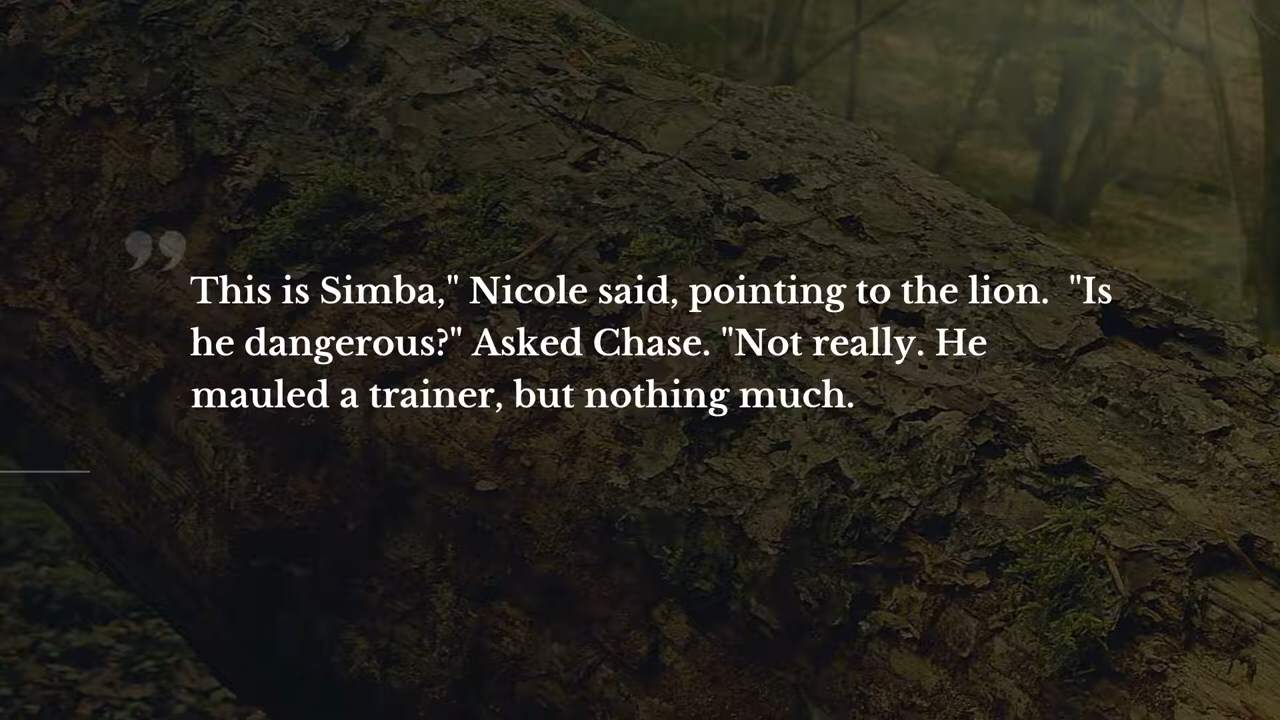 ”
This is Simba," Nicole said, pointing to the lion.  "Is
he dangerous?" Asked Chase. "Not really. He
mauled a trainer, but nothing much.